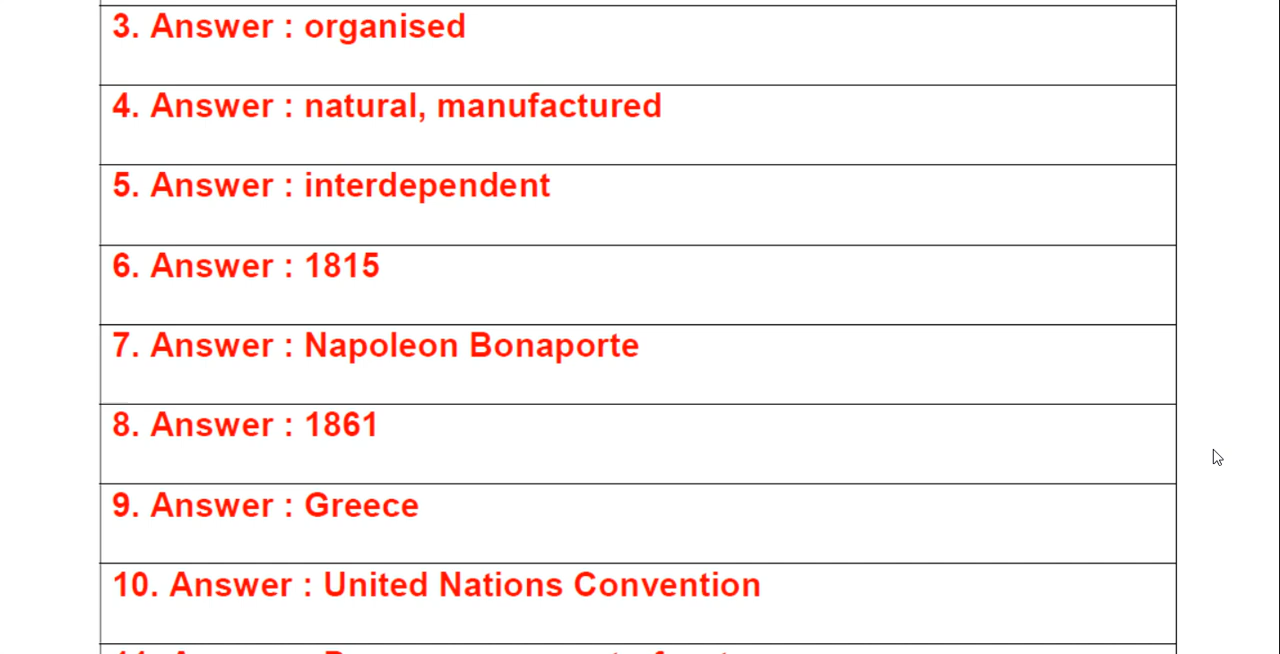 3. Answer : organised
4. Answer : natural, manufactured
5. Answer : interdependent
6. Answer : 1815
7. Answer : Napoleon Bonaporte
8. Answer : 1861
9. Answer : Greece
10. Answer : United Nations Convention